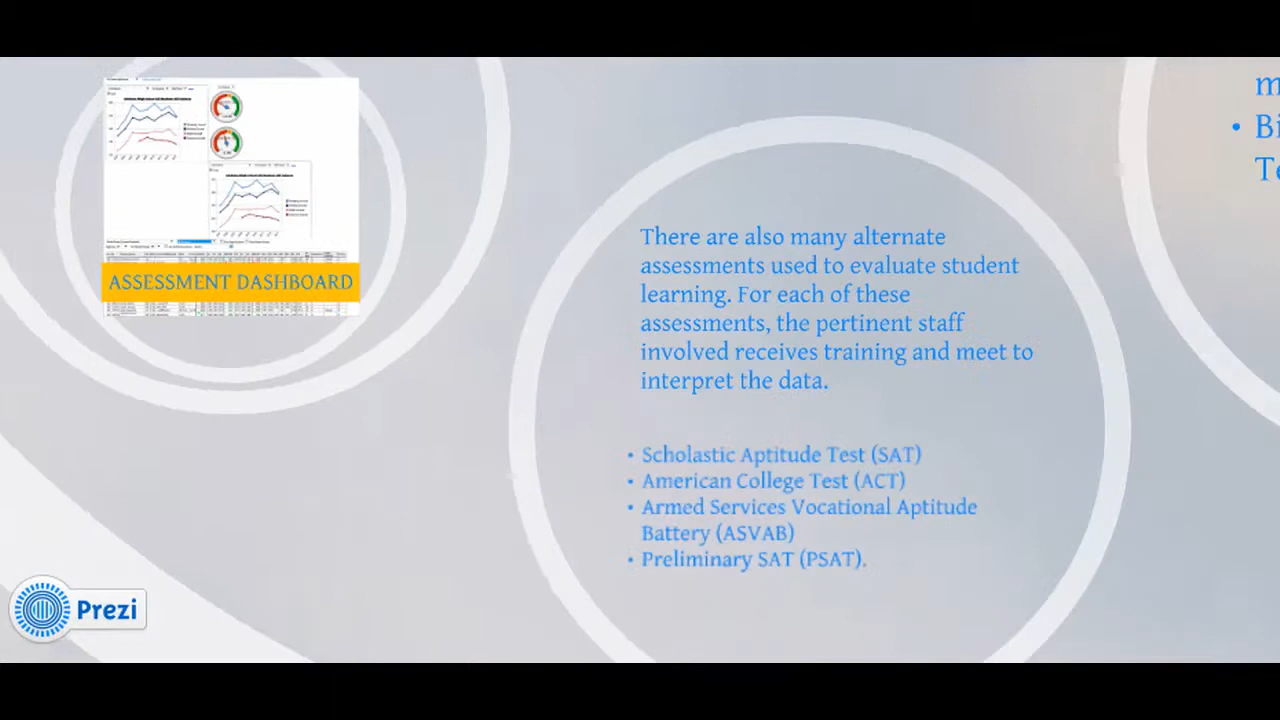 ASSESSMENT DASHBOARD
There are also many alternate
assessments used to evaluate student
learning. For each of these
assessments, the pertinent staff
involved receives training and meet to
interpret the data.
• Scholastic Aptitude Test (SAT)
• American College Test (ACT)
• Armed Services Vocational Aptitude
Battery (ASVAB)
• Preliminary SAT (PSAT).
m
• Bi
Te
Prezi